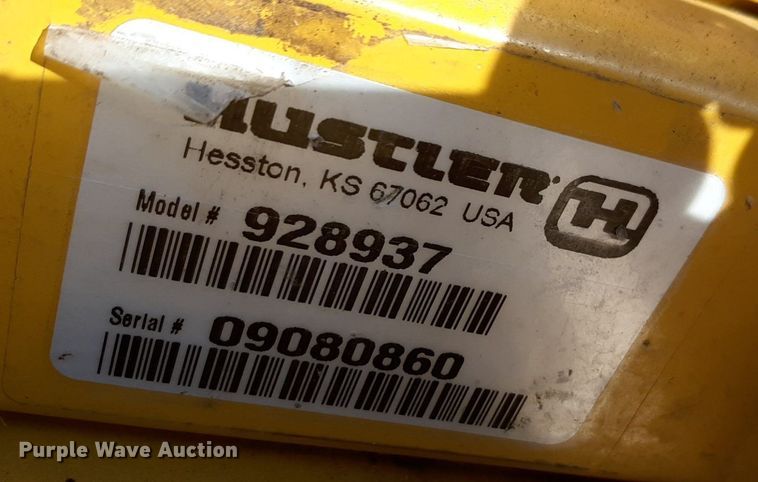 HUSTLER
Hesston, KS 67062 USA
H
Model # 928937
Serial # 09080860
Purple Wave Auction